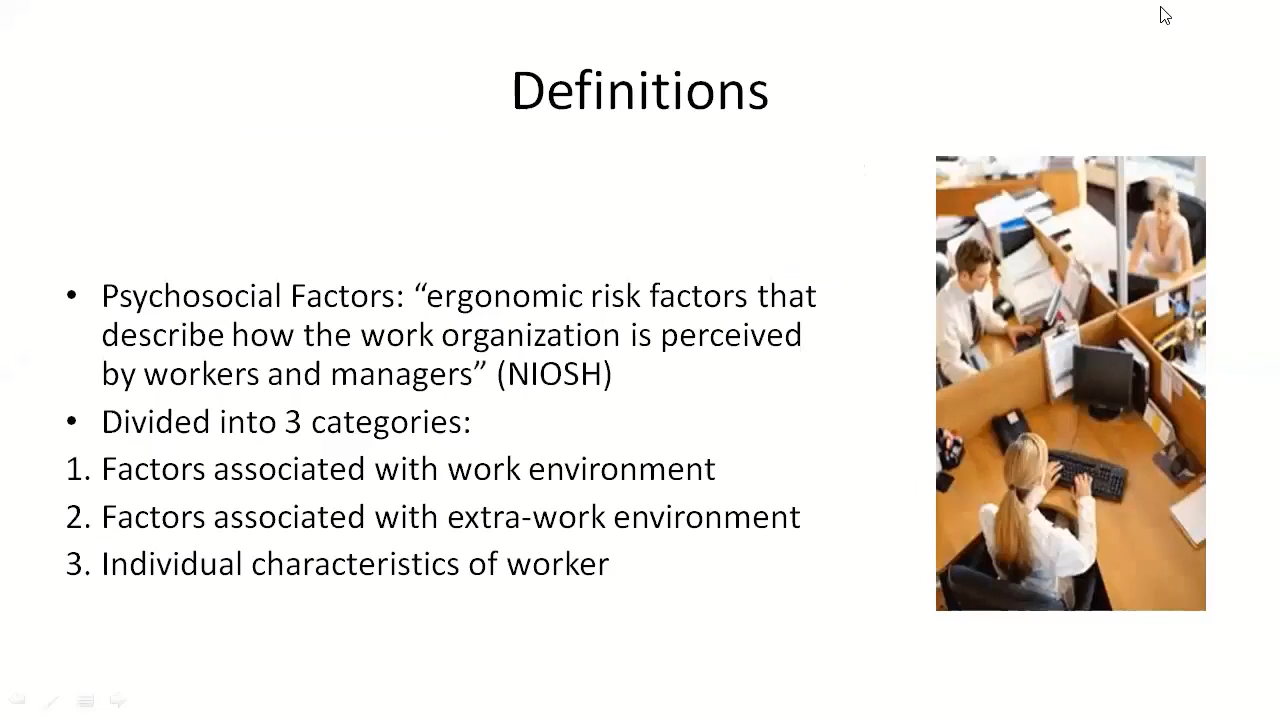 Definitions
• Psychosocial Factors: “ergonomic risk factors that
describe how the work organization is perceived
by workers and managers” (NIOSH)
• Divided into 3 categories:
1. Factors associated with work environment
2. Factors associated with extra-work environment
3. Individual characteristics of worker